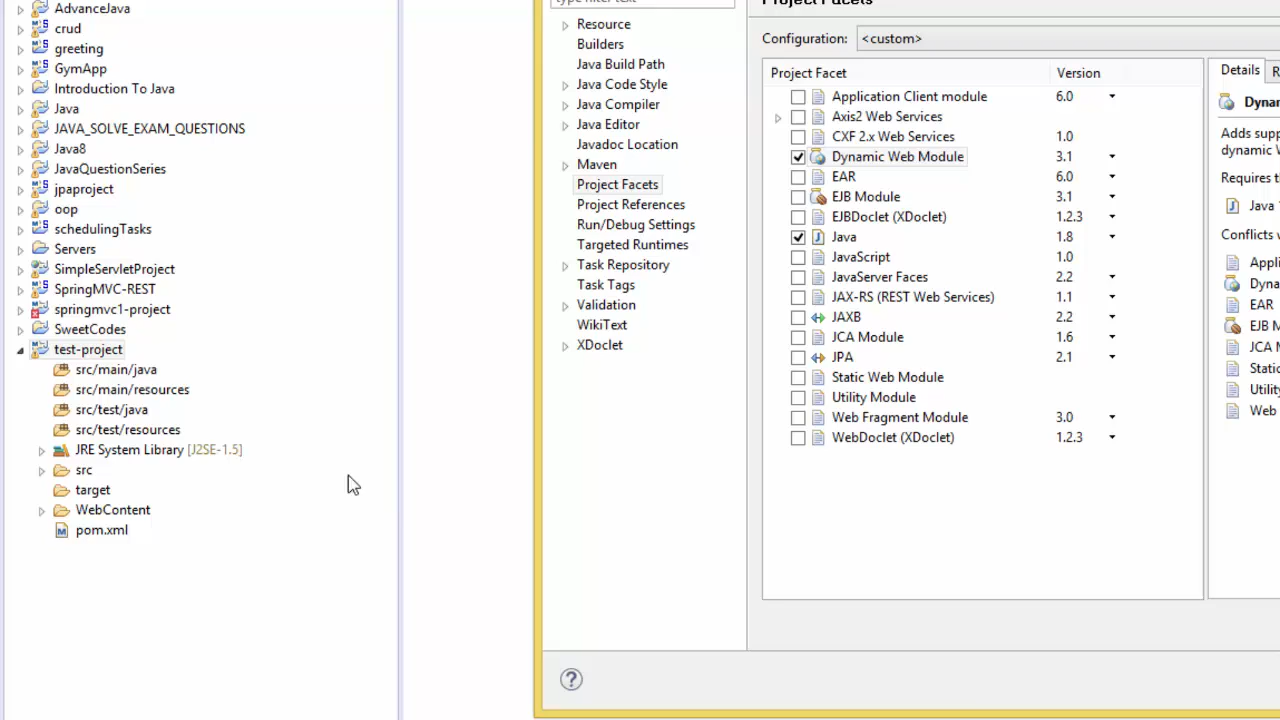 AdvanceJava
crud
greeting
GymApp
Introduction To Java
Java
JAVA_SOLVE_EXAM_QUESTIONS
Java8
JavaQuestionSeries
jpaproject
oop
schedulingTasks
Servers
SimpleServletProject
SpringMVC-REST
springmvc1-project
SweetCodes
test-project
src/main/java
src/main/resources
src/test/java
src/test/resources
JRE System Library [J2SE-1.5]
src
target
WebContent
pom.xml
type filter text
Resource
Builders
Java Build Path
Java Code Style
Java Compiler
Java Editor
Javadoc Location
Maven
Project Facets
Project References
Run/Debug Settings
Targeted Runtimes
Task Repository
Task Tags
Validation
WikiText
XDoclet
Project Facets
Configuration: <custom>
Project Facet Version
Application Client module 6.0
Axis2 Web Services
CXF 2.x Web Services 1.0
Dynamic Web Module 3.1
EAR 6.0
EJB Module 3.1
EJBDoclet (XDoclet) 1.2.3
Java 1.8
JavaScript 1.0
JavaServer Faces 2.2
JAX-RS (REST Web Services) 1.1
JAXB 2.2
JCA Module 1.6
JPA 2.1
Static Web Module
Utility Module
Web Fragment Module 3.0
WebDoclet (XDoclet) 1.2.3
Details R
Dynan
Adds supp
dynamic W
Requires th
Java
Conflicts w
Appli
Dyna
EAR
EJB M
JCA M
Static
Utility
Web